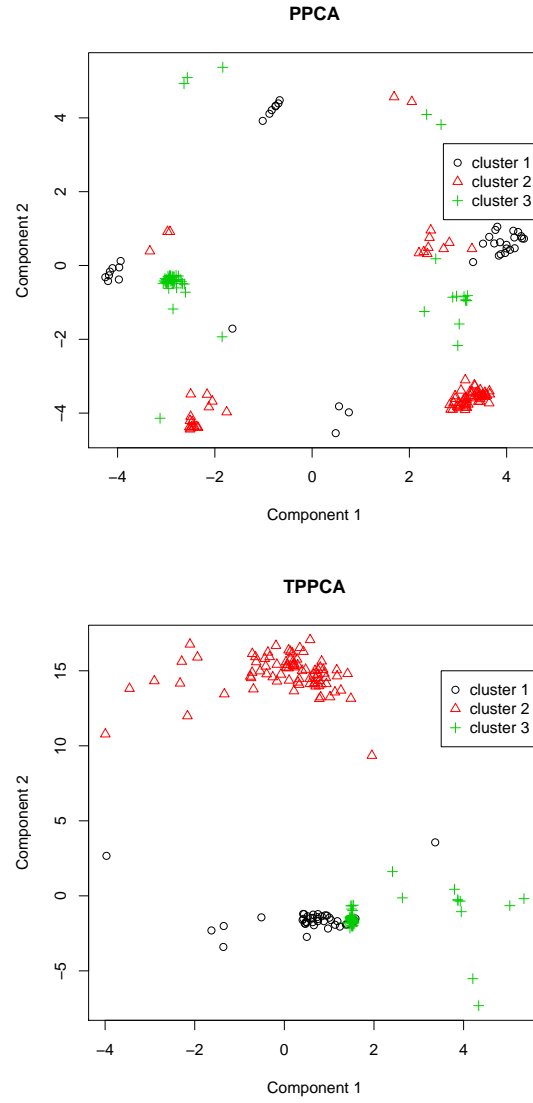 PPCA
4
2
0
−2
−4
Component 2
cluster 1
cluster 2
cluster 3
−4 −2 0 2 4
Component 1
TPPCA
15
10
5
0
−5
Component 2
cluster 1
cluster 2
cluster 3
−4 −2 0 2 4
Component 1